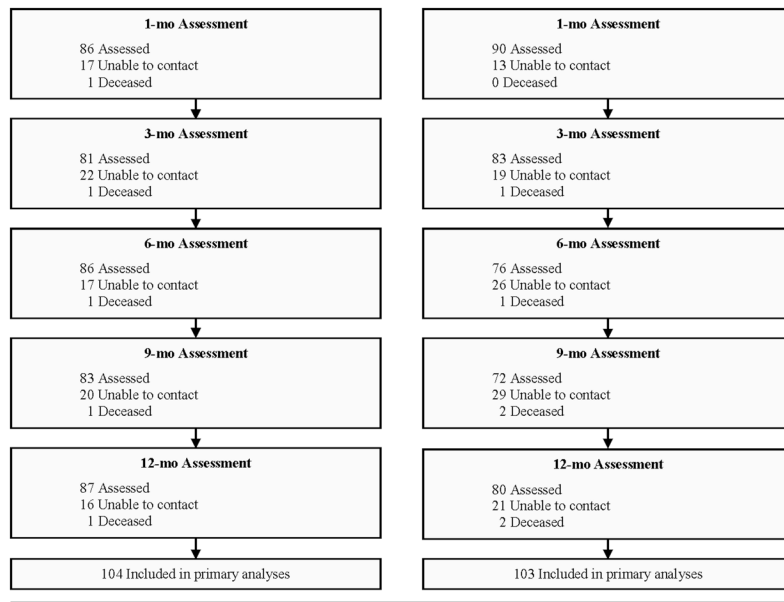 1-mo Assessment
86 Assessed
17 Unable to contact
1 Deceased
3-mo Assessment
81 Assessed
22 Unable to contact
1 Deceased
6-mo Assessment
86 Assessed
17 Unable to contact
1 Deceased
9-mo Assessment
83 Assessed
20 Unable to contact
1 Deceased
12-mo Assessment
87 Assessed
16 Unable to contact
1 Deceased
104 Included in primary analyses
1-mo Assessment
90 Assessed
13 Unable to contact
0 Deceased
3-mo Assessment
83 Assessed
19 Unable to contact
1 Deceased
6-mo Assessment
76 Assessed
26 Unable to contact
1 Deceased
9-mo Assessment
72 Assessed
29 Unable to contact
2 Deceased
12-mo Assessment
80 Assessed
21 Unable to contact
2 Deceased
103 Included in primary analyses